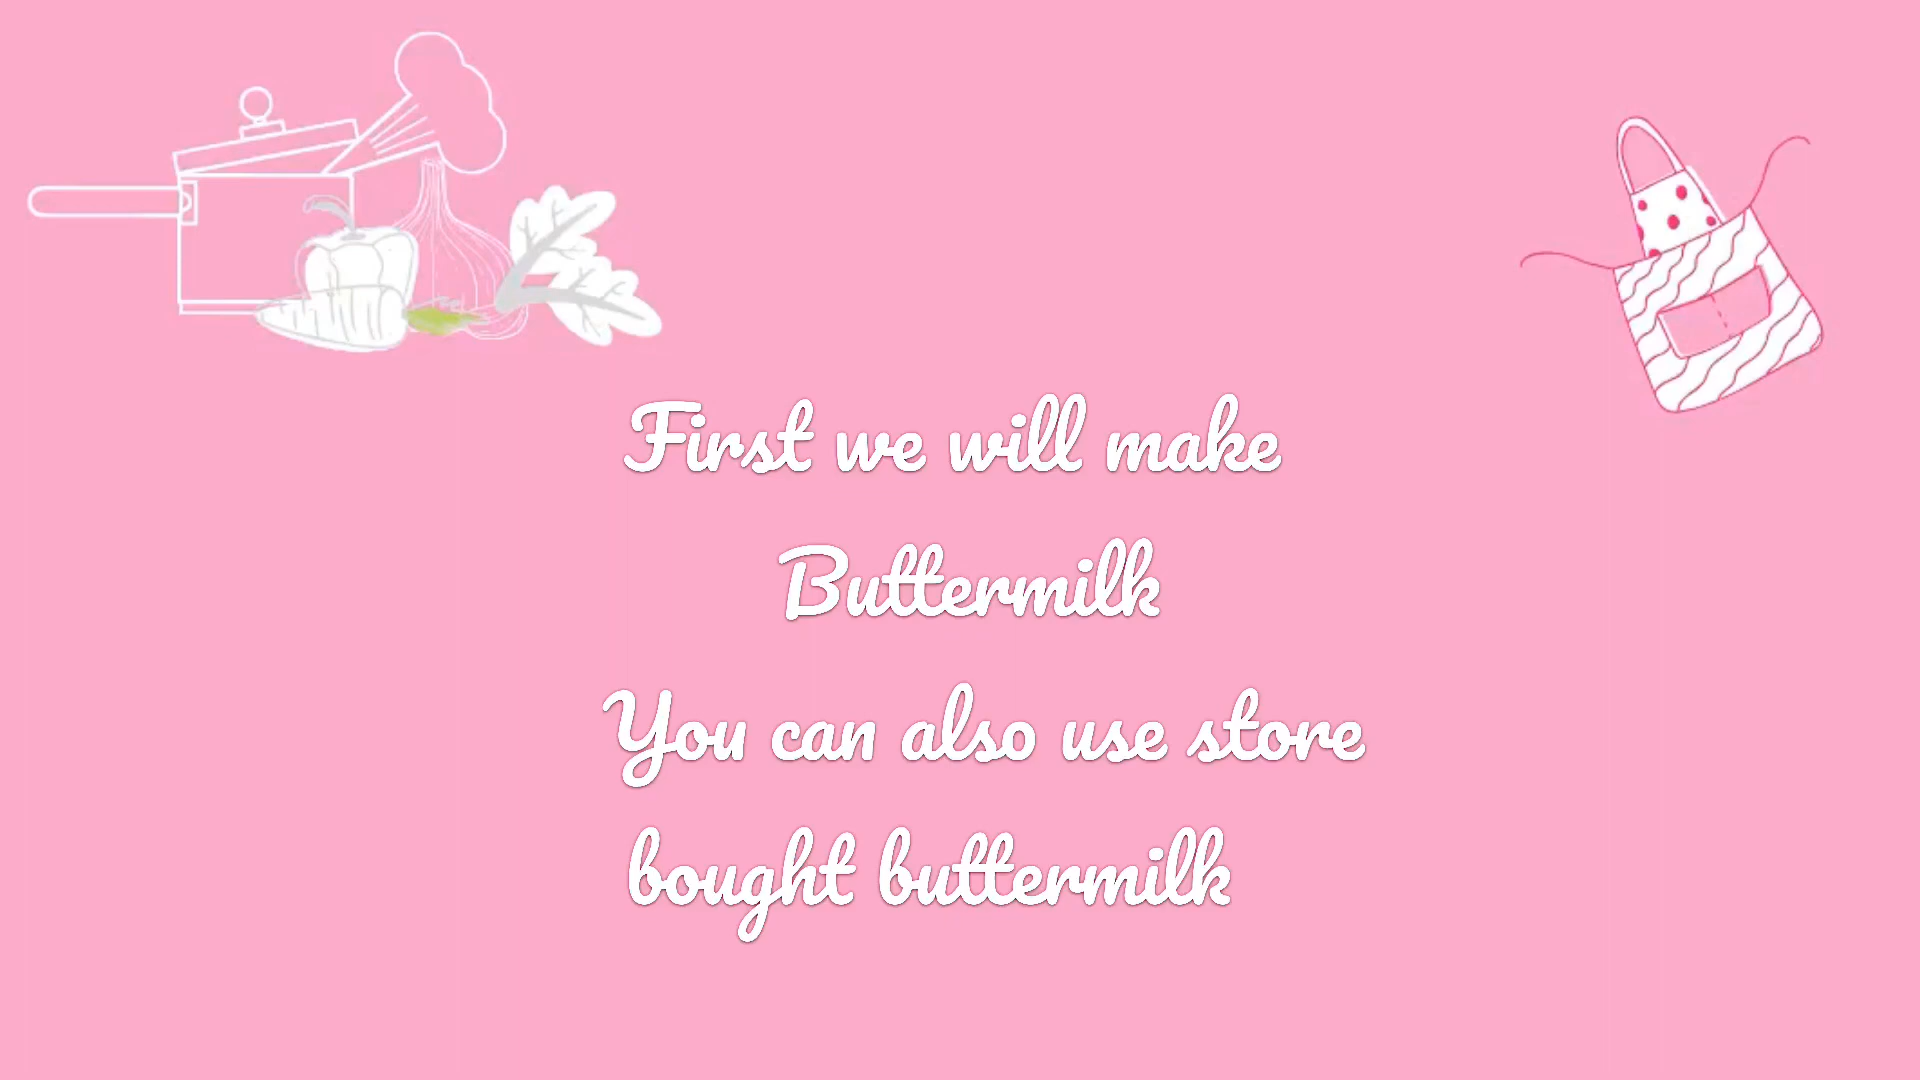 First we will make
Buttermilk
You can also use store
bought buttermilk